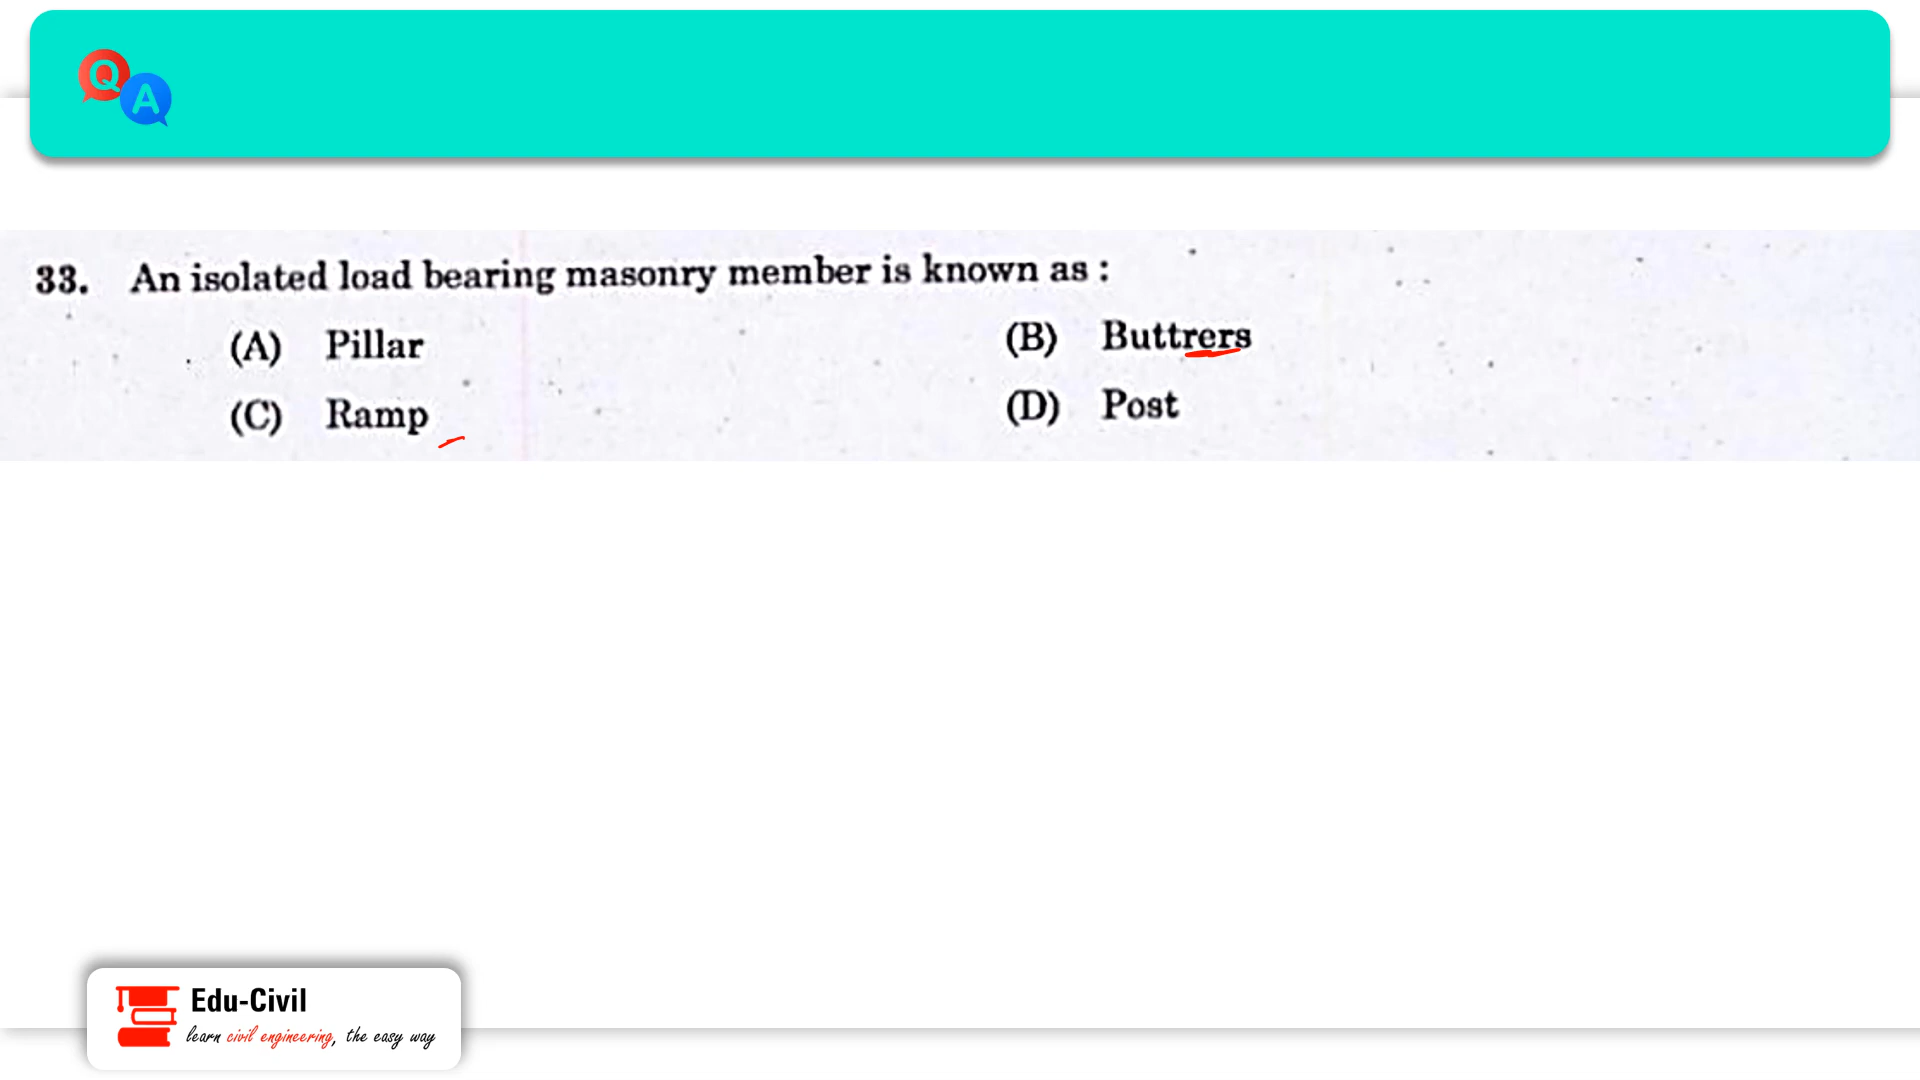 Q
A
33. An isolated load bearing masonry member is known as :
(A) Pillar (B) Buttrers
(C) Ramp (D) Post
Edu-Civil
learn civil engineering, the easy way